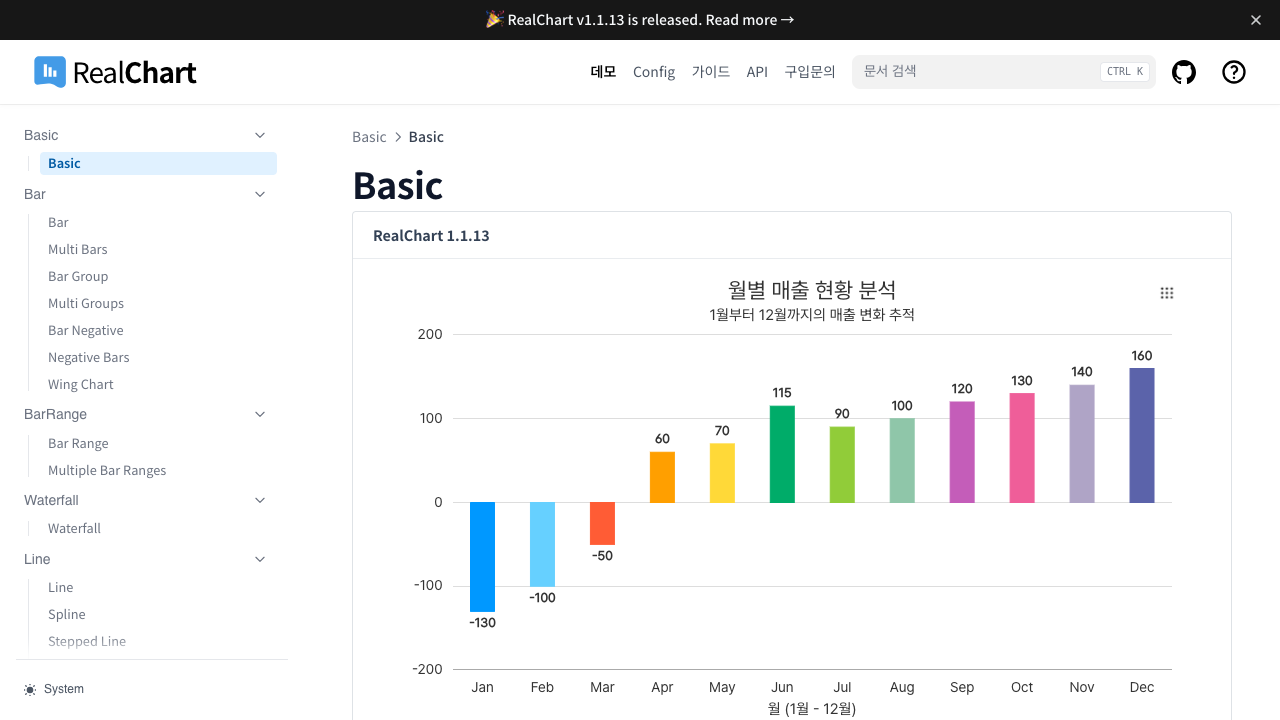 🎉 RealChart v1.1.13 is released. Read more →
RealChart
데모 Config 가이드 API 구입문의
문서 검색 CTRL K
Basic
Basic
Bar
Bar
Multi Bars
Bar Group
Multi Groups
Bar Negative
Negative Bars
Wing Chart
BarRange
Bar Range
Multiple Bar Ranges
Waterfall
Waterfall
Line
Line
Spline
Stepped Line
System
Basic > Basic
Basic
RealChart 1.1.13
월별 매출 현황 분석
1월부터 12월까지의 매출 변화 추적
200
100
0
-100
-200
-130
-100
-50
60
70
115
90
100
120
130
140
160
Jan Feb Mar Apr May Jun Jul Aug Sep Oct Nov Dec
월 (1월 - 12월)